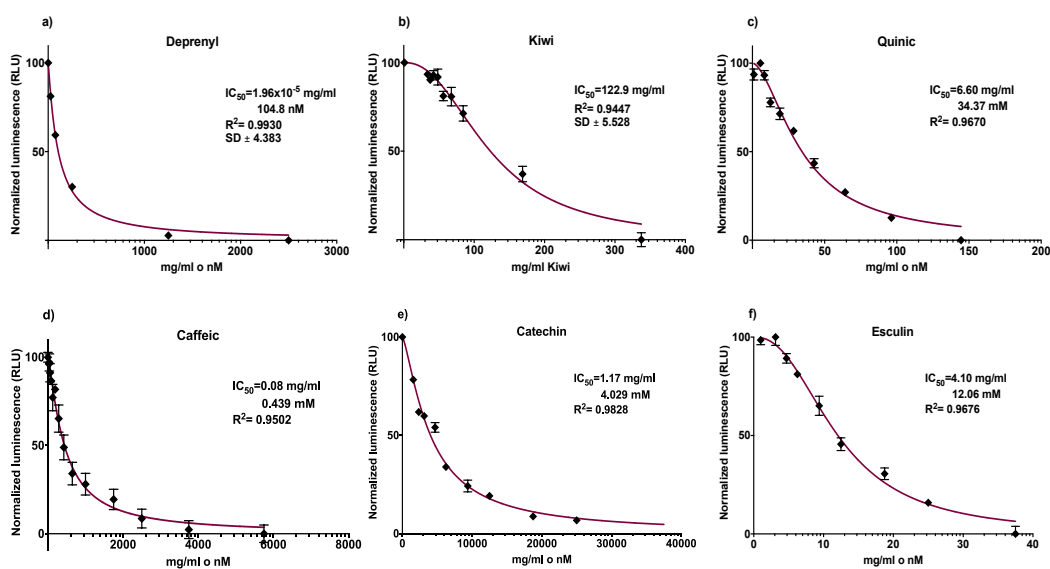 a)
Deprenyl
Normalized luminescence (RLU)
100
50
0
IC50=1.96x10-5 mg/ml
104.8 nM
R2= 0.9930
SD ± 4.383
0 1000 2000 3000
mg/ml o nM
b)
Kiwi
Normalized luminescence (RLU)
100
50
0
IC50=122.9 mg/ml
R2= 0.9447
SD ± 5.528
0 100 200 300 400
mg/ml Kiwi
c)
Quinic
Normalized luminescence (RLU)
100
50
0
IC50=6.60 mg/ml
34.37 mM
R2= 0.9670
50 100 150 200
mg/ml o nM
d)
Caffeic
Normalized luminescence (RLU)
100
50
0
IC50=0.08 mg/ml
0.439 mM
R2= 0.9502
2000 4000 6000 8000
mg/ml o nM
e)
Catechin
Normalized luminescence (RLU)
100
50
0
IC50=1.17 mg/ml
4.029 mM
R2= 0.9828
0 10000 20000 30000 40000
mg/ml o nM
f)
Esculin
Normalized luminescence (RLU)
100
50
0
IC50=4.10 mg/ml
12.06 mM
R2= 0.9676
0 10 20 30 40
mg/ml o nM